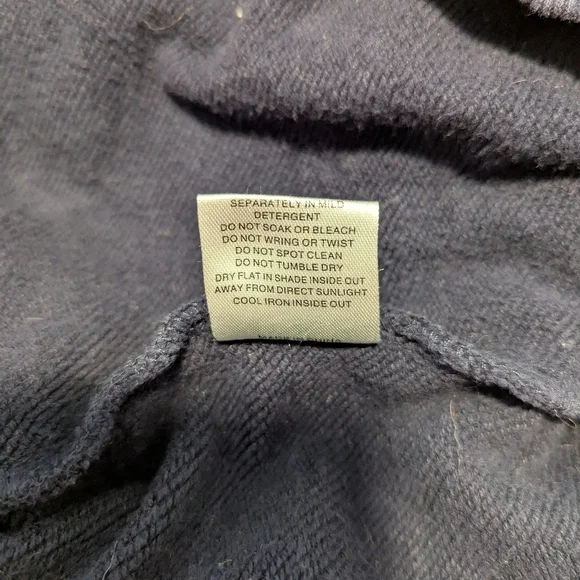 SEPARATELY IN MILD
DETERGENT
DO NOT SOAK OR BLEACH
DO NOT WRING OR TWIST
DO NOT SPOT CLEAN
DO NOT TUMBLE DRY
DRY FLAT IN SHADE INSIDE OUT
AWAY FROM DIRECT SUNLIGHT
COOL IRON INSIDE OUT